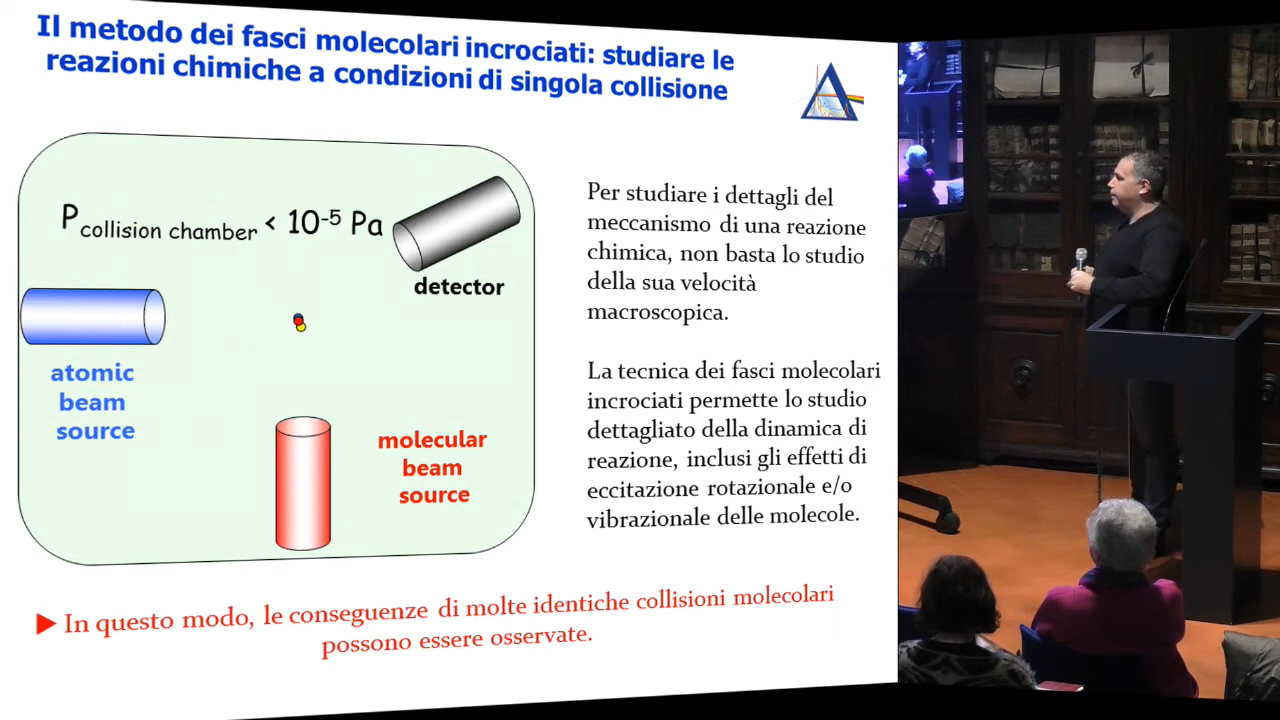 Il metodo dei fasci molecolari incrociati: studiare le
reazioni chimiche a condizioni di singola collisione
P collision chamber < 10-5 Pa
detector
atomic
beam
source
molecular
beam
source
Per studiare i dettagli del
meccanismo di una reazione
chimica, non basta lo studio
della sua velocità
macroscopica.
La tecnica dei fasci molecolari
incrociati permette lo studio
dettagliato della dinamica di
reazione, inclusi gli effetti di
eccitazione rotazionale e/o
vibrazionale delle molecole.
▶ In questo modo, le conseguenze di molte identiche collisioni molecolari
possono essere osservate.